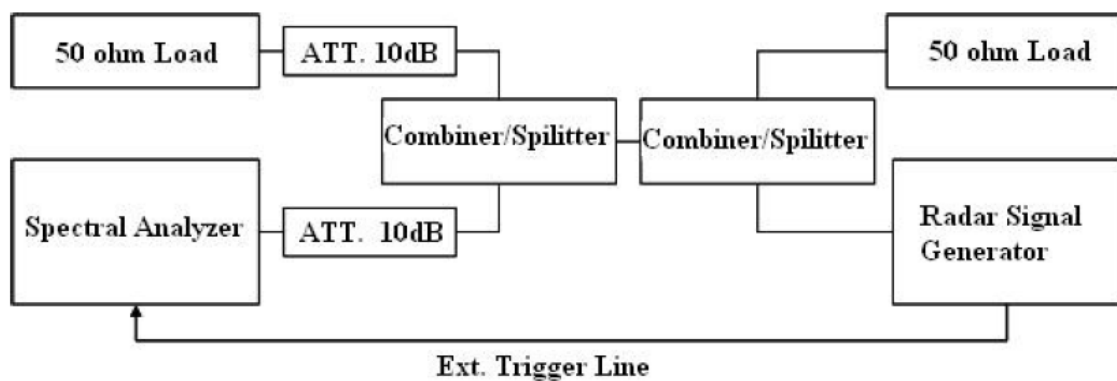 50 ohm Load
ATT. 10dB
50 ohm Load
Combiner/Spilitter
Combiner/Spilitter
Spectral Analyzer
ATT. 10dB
Radar Signal
Generator
Ext. Trigger Line